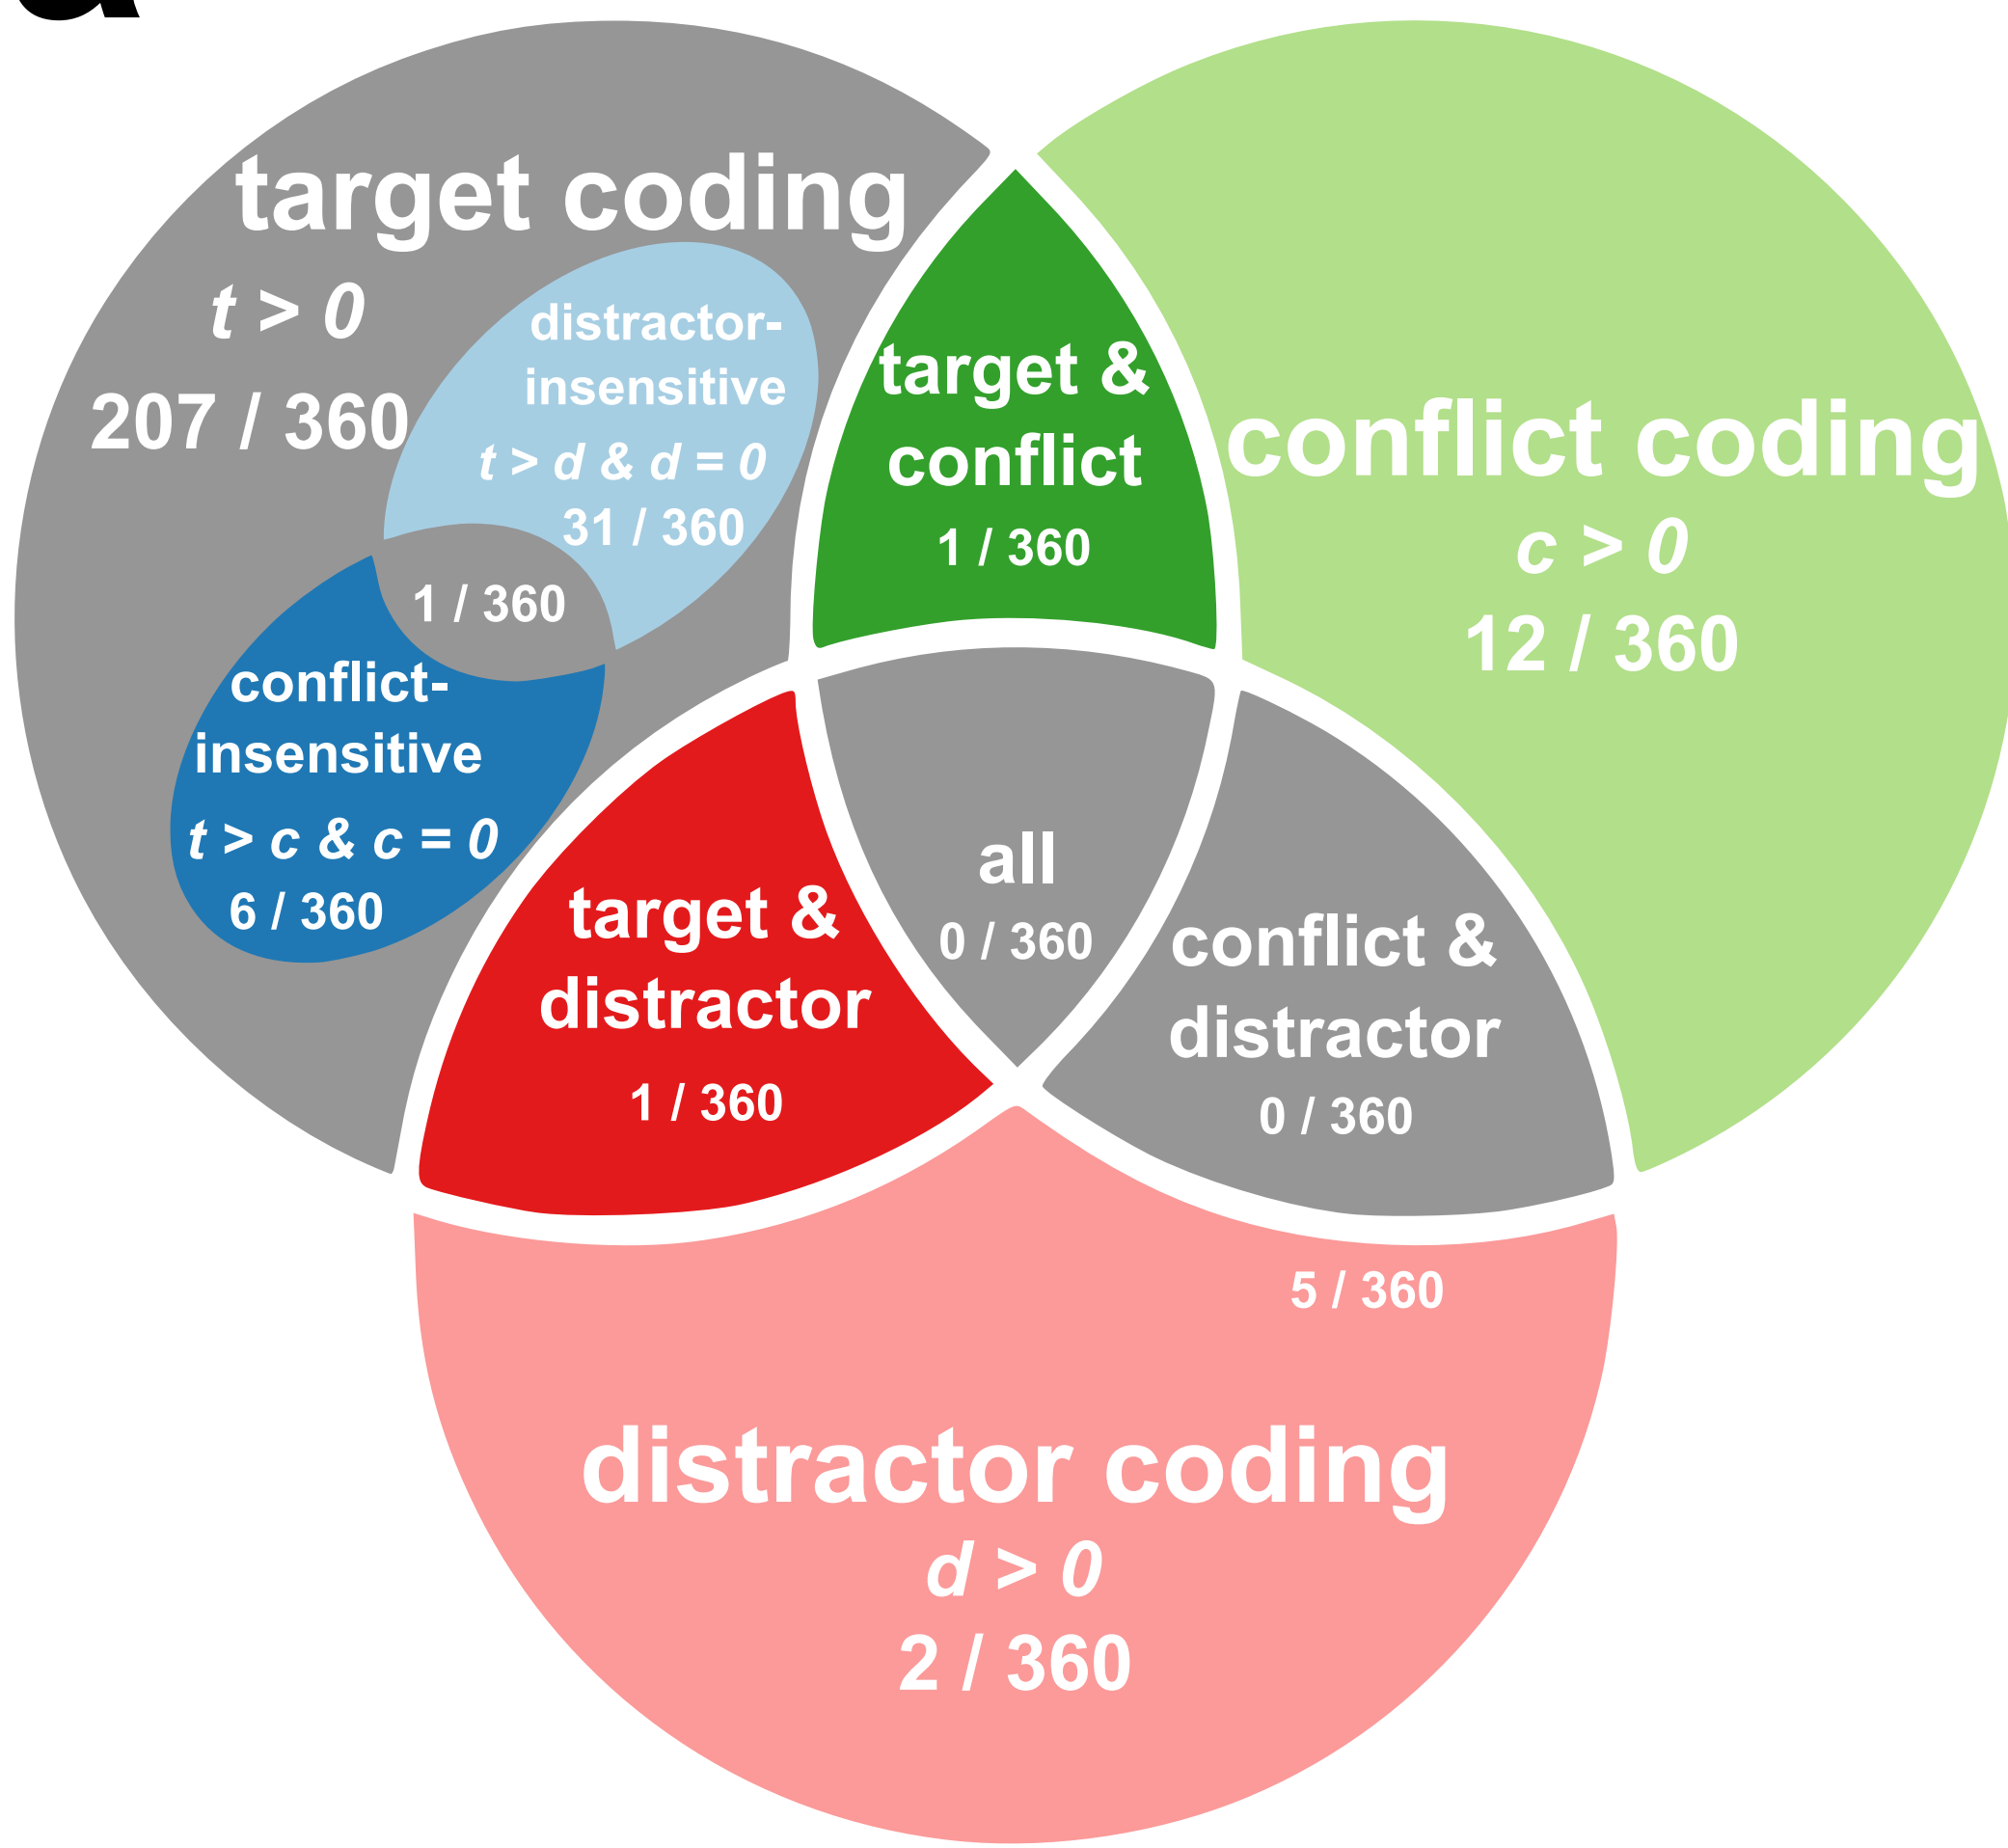 target coding
t > 0
207 / 360
distractor-
insensitive
t > d & d = 0
31 / 360
1 / 360
conflict-
insensitive
t > c & c = 0
6 / 360
target &
conflict
1 / 360
conflict coding
c > 0
12 / 360
target &
distractor
1 / 360
all
0 / 360
conflict &
distractor
0 / 360
5 / 360
distractor coding
d > 0
2 / 360